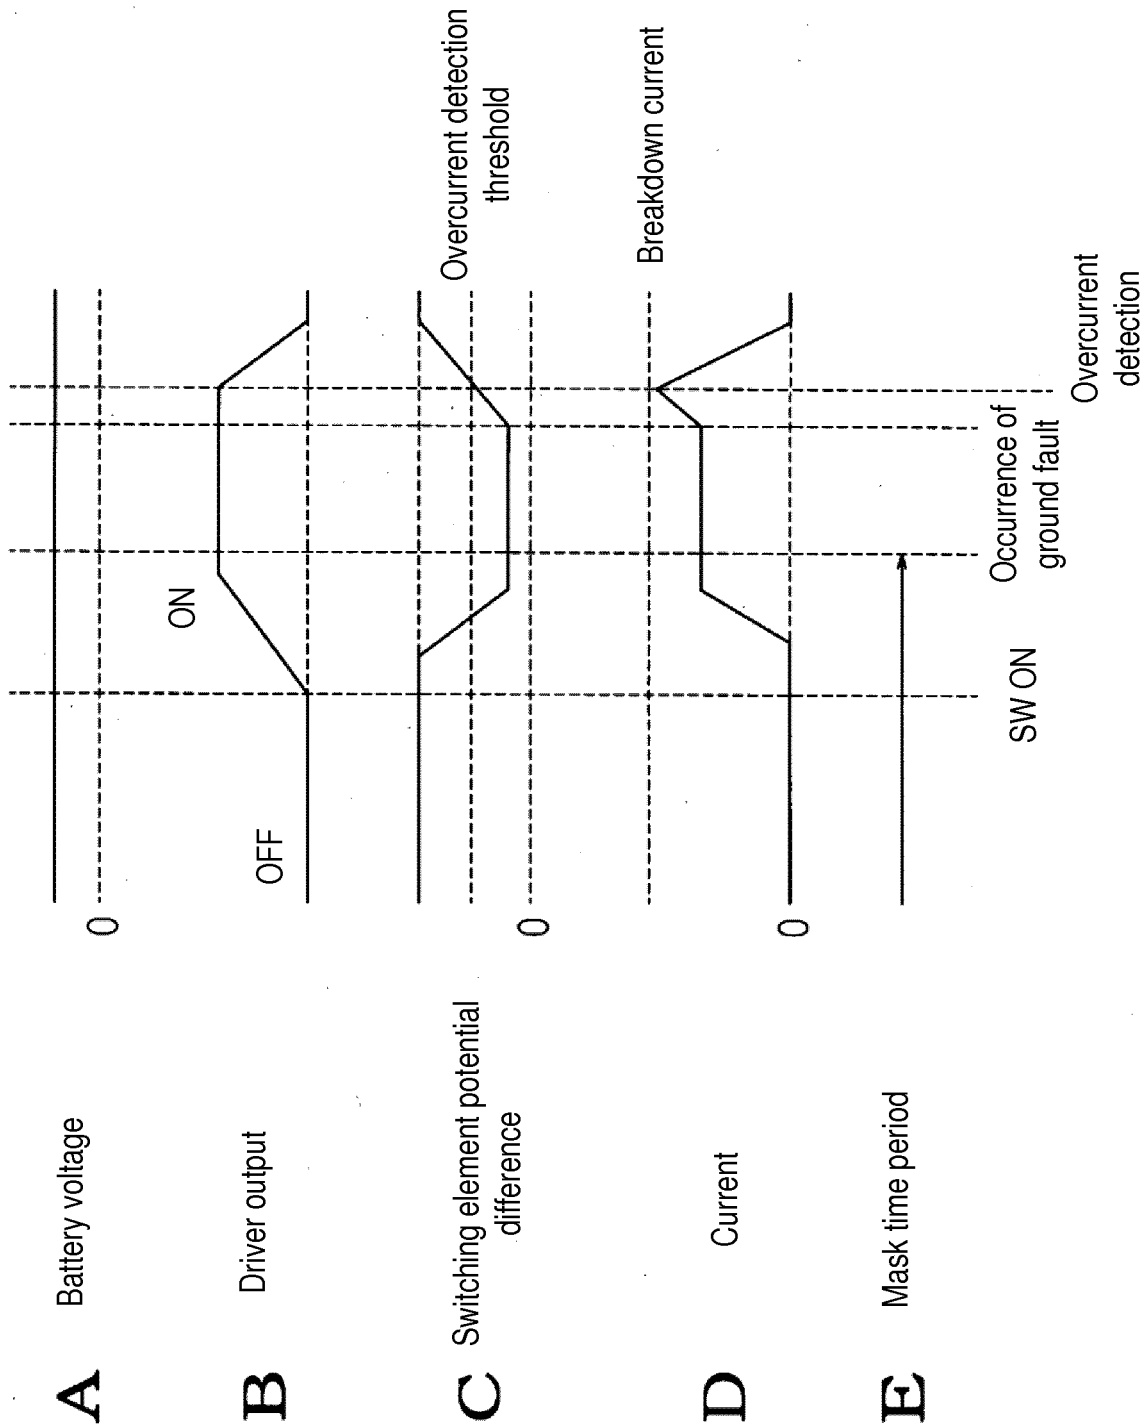 A
Battery voltage
0
B
Driver output
OFF
ON
C
Switching element potential
difference
0
Overcurrent detection
threshold
D
Current
0
Breakdown current
E
Mask time period
SW ON
Occurrence of
ground fault
Overcurrent
detection